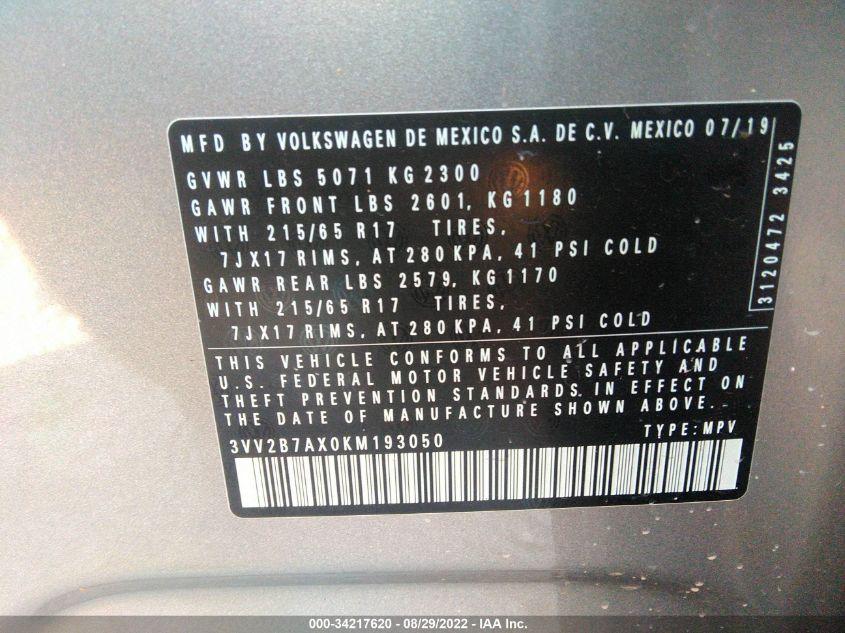 MFD BY VOLKSWAGEN DE MEXICO S.A. DE C.V. MEXICO 07/19
GVWR LBS 5071 KG 2300
GAWR FRONT LBS 2601, KG 1180
WITH 215/65 R17 TIRES,
7JX17 RIMS, AT 280 KPA, 41 PSI COLD
GAWR REAR LBS 2579, KG 1170
WITH 215/65 R17 TIRES,
7JX17 RIMS, AT 280 KPA, 41 PSI COLD
3120472 3425
THIS VEHICLE CONFORMS TO ALL APPLICABLE
U.S. FEDERAL MOTOR VEHICLE SAFETY AND
THEFT PREVENTION STANDARDS IN EFFECT ON
THE DATE OF MANUFACTURE SHOWN ABOVE.
3VV2B7AX0KM193050 TYPE: MPV
000-34217620 - 08/29/2022 - IAA Inc.